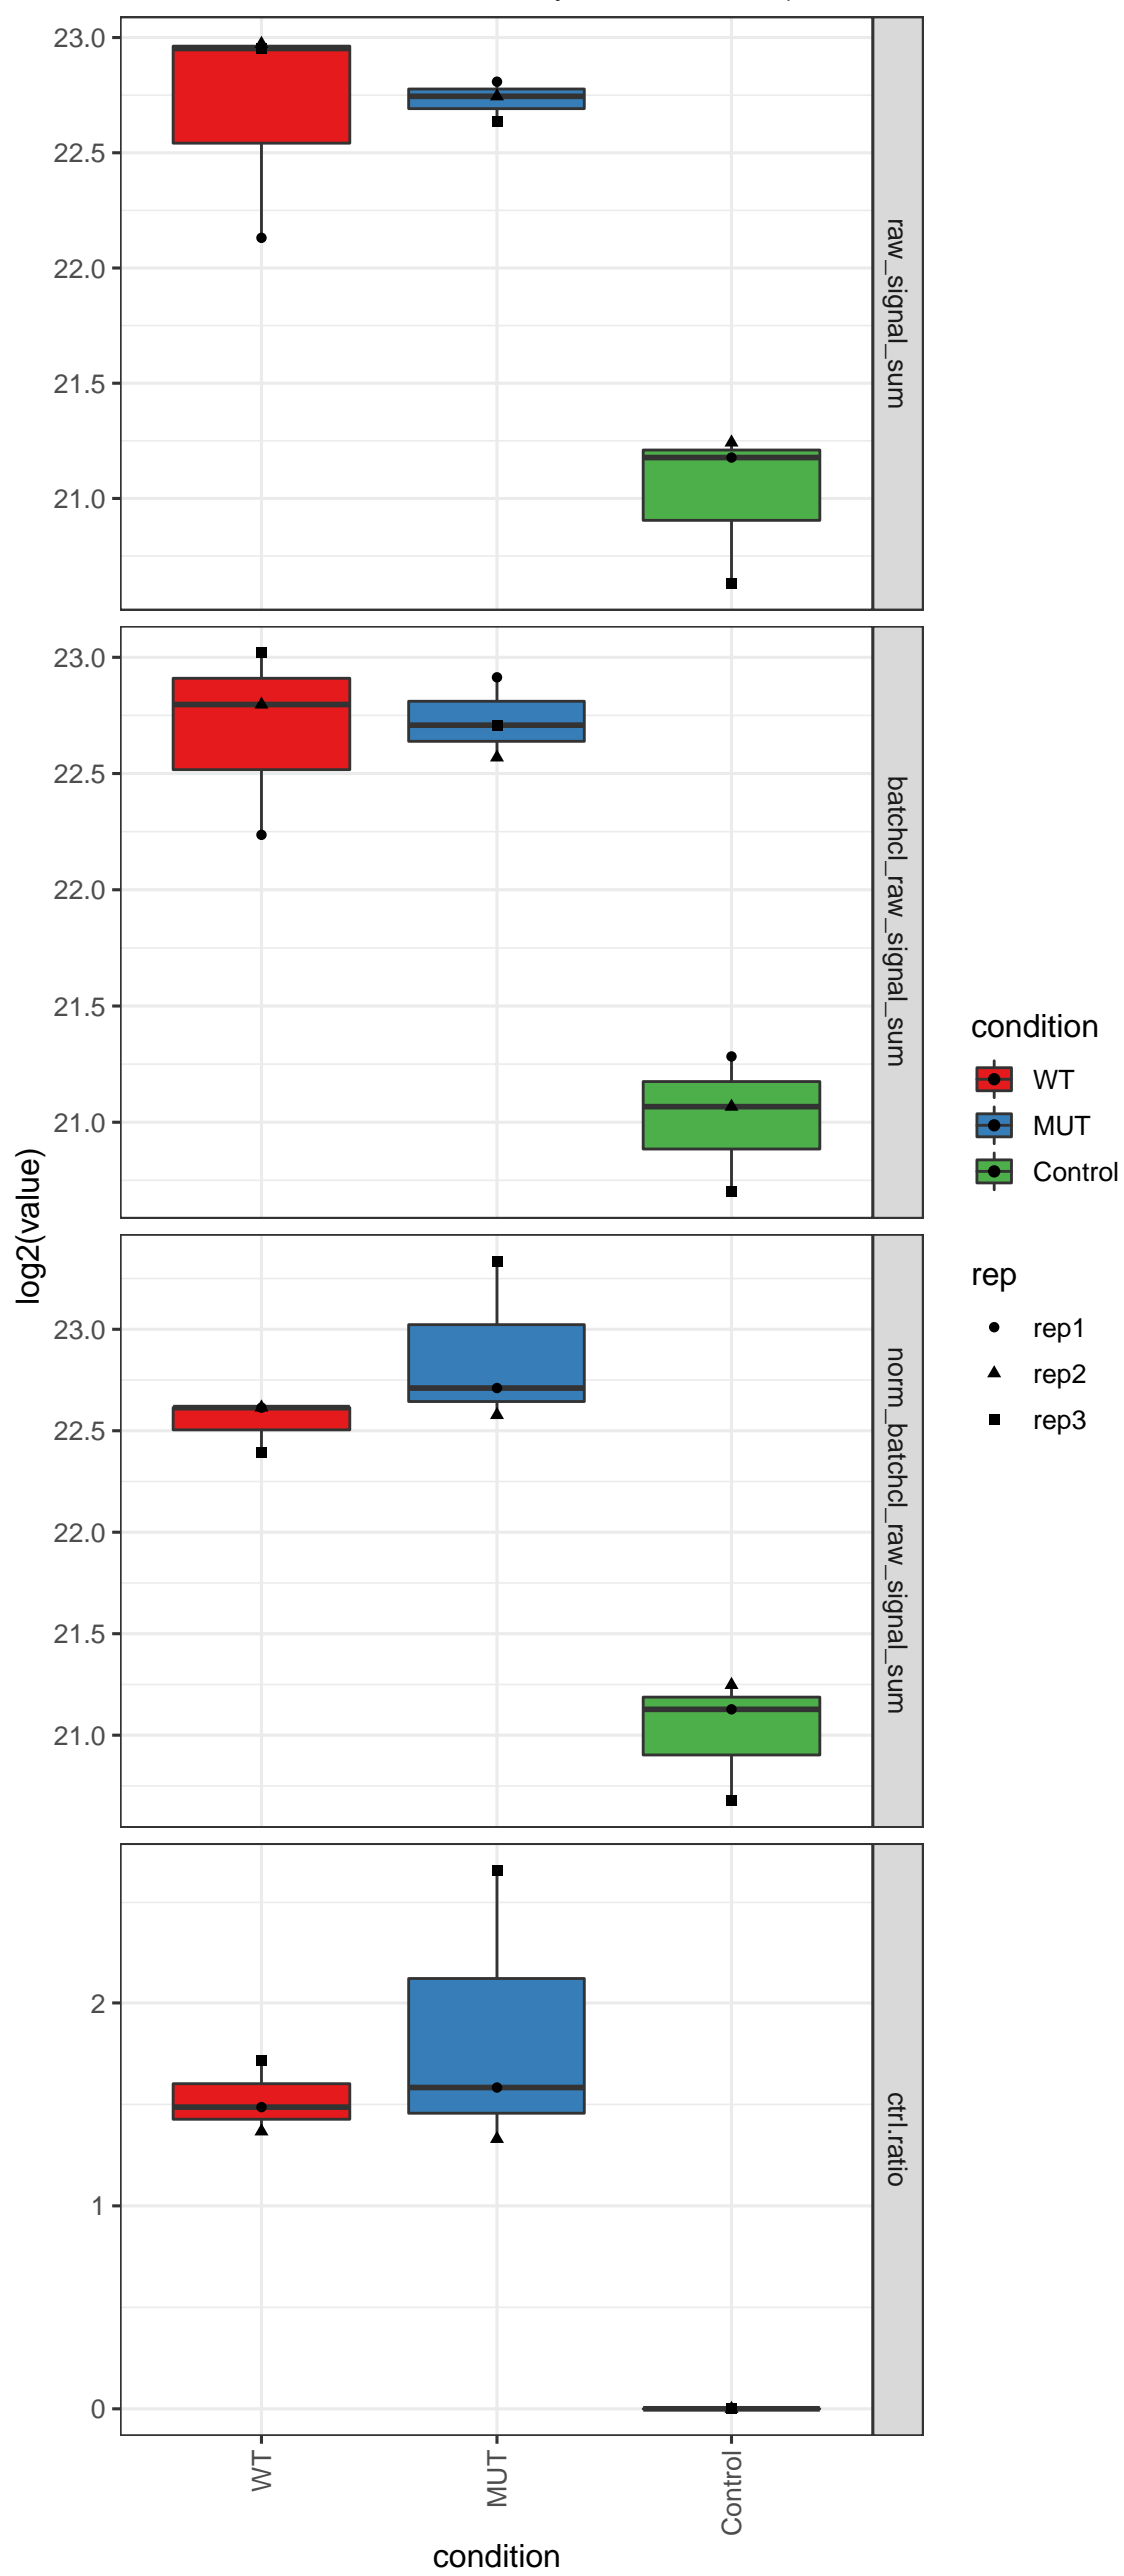 23.0
22.5
22.0
21.5
21.0
raw_signal_sum
23.0
22.5
22.0
21.5
21.0
batchcl_raw_signal_sum
23.0
22.5
22.0
21.5
21.0
norm_batchcl_raw_signal_sum
2
1
0
ctrl.ratio
log2(value)
WT
MUT
Control
condition
condition
WT
MUT
Control
rep
rep1
rep2
rep3